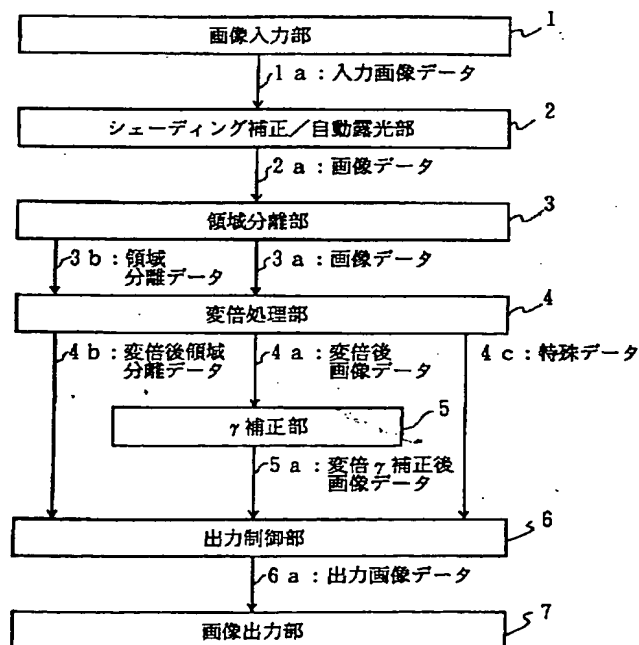 1
画像入力部
1a:入力画像データ
2
シェーディング補正/自動露光部
2a:画像データ
3
領域分離部
3b:領域
分離データ
3a:画像データ
4
変倍処理部
4b:変倍後領域
分離データ
4a:変倍後
画像データ
4c:特殊データ
5
γ補正部
5a:変倍γ補正後
画像データ
6
出力制御部
6a:出力画像データ
7
画像出力部